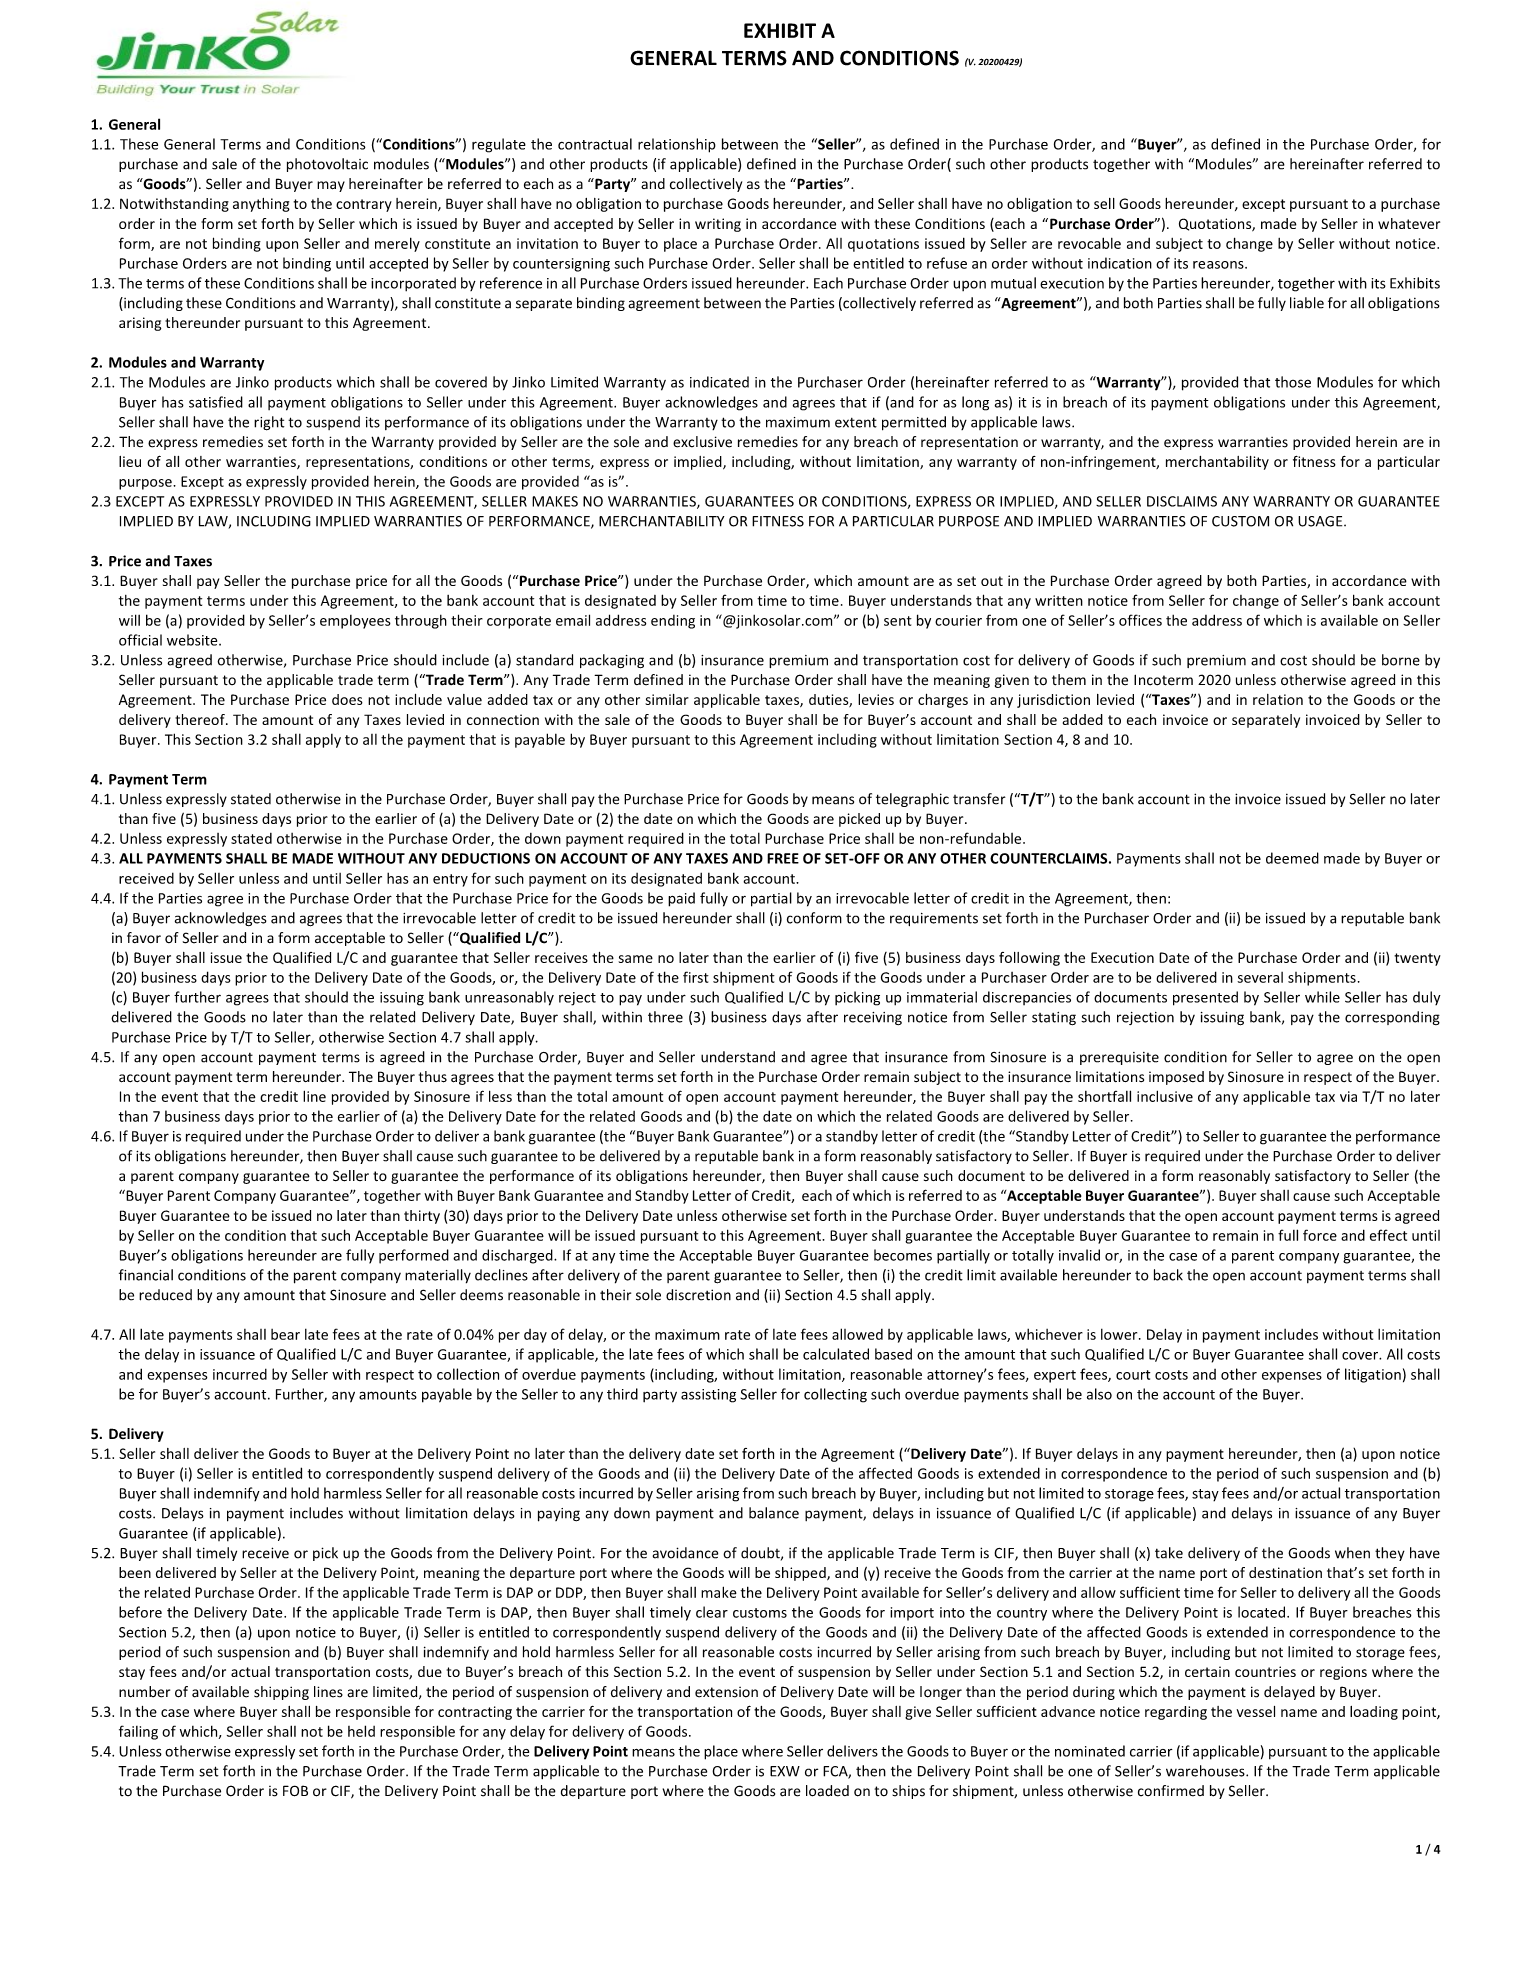 Solar
JinKO
Building Your Trust in Solar
EXHIBIT A
GENERAL TERMS AND CONDITIONS (V. 20200429)
1. General
1.1. These General Terms and Conditions (“Conditions”) regulate the contractual relationship between the “Seller”, as defined in the Purchase Order, and “Buyer”, as defined in the Purchase Order, for
purchase and sale of the photovoltaic modules (“Modules”) and other products (if applicable) defined in the Purchase Order( such other products together with “Modules” are hereinafter referred to
as “Goods”). Seller and Buyer may hereinafter be referred to each as a “Party” and collectively as the “Parties”.
1.2. Notwithstanding anything to the contrary herein, Buyer shall have no obligation to purchase Goods hereunder, and Seller shall have no obligation to sell Goods hereunder, except pursuant to a purchase
order in the form set forth by Seller which is issued by Buyer and accepted by Seller in writing in accordance with these Conditions (each a “Purchase Order”). Quotations, made by Seller in whatever
form, are not binding upon Seller and merely constitute an invitation to Buyer to place a Purchase Order. All quotations issued by Seller are revocable and subject to change by Seller without notice.
Purchase Orders are not binding until accepted by Seller by countersigning such Purchase Order. Seller shall be entitled to refuse an order without indication of its reasons.
1.3. The terms of these Conditions shall be incorporated by reference in all Purchase Orders issued hereunder. Each Purchase Order upon mutual execution by the Parties hereunder, together with its Exhibits
(including these Conditions and Warranty), shall constitute a separate binding agreement between the Parties (collectively referred as “Agreement”), and both Parties shall be fully liable for all obligations
arising thereunder pursuant to this Agreement.
2. Modules and Warranty
2.1. The Modules are Jinko products which shall be covered by Jinko Limited Warranty as indicated in the Purchaser Order (hereinafter referred to as “Warranty”), provided that those Modules for which
Buyer has satisfied all payment obligations to Seller under this Agreement. Buyer acknowledges and agrees that if (and for as long as) it is in breach of its payment obligations under this Agreement,
Seller shall have the right to suspend its performance of its obligations under the Warranty to the maximum extent permitted by applicable laws.
2.2. The express remedies set forth in the Warranty provided by Seller are the sole and exclusive remedies for any breach of representation or warranty, and the express warranties provided herein are in
lieu of all other warranties, representations, conditions or other terms, express or implied, including, without limitation, any warranty of non-infringement, merchantability or fitness for a particular
purpose. Except as expressly provided herein, the Goods are provided “as is”.
2.3 EXCEPT AS EXPRESSLY PROVIDED IN THIS AGREEMENT, SELLER MAKES NO WARRANTIES, GUARANTEES OR CONDITIONS, EXPRESS OR IMPLIED, AND SELLER DISCLAIMS ANY WARRANTY OR GUARANTEE
IMPLIED BY LAW, INCLUDING IMPLIED WARRANTIES OF PERFORMANCE, MERCHANTABILITY OR FITNESS FOR A PARTICULAR PURPOSE AND IMPLIED WARRANTIES OF CUSTOM OR USAGE.
3. Price and Taxes
3.1. Buyer shall pay Seller the purchase price for all the Goods (“Purchase Price”) under the Purchase Order, which amount are as set out in the Purchase Order agreed by both Parties, in accordance with
the payment terms under this Agreement, to the bank account that is designated by Seller from time to time. Buyer understands that any written notice from Seller for change of Seller’s bank account
will be (a) provided by Seller’s employees through their corporate email address ending in “@jinkosolar.com” or (b) sent by courier from one of Seller’s offices the address of which is available on Seller
official website.
3.2. Unless agreed otherwise, Purchase Price should include (a) standard packaging and (b) insurance premium and transportation cost for delivery of Goods if such premium and cost should be borne by
Seller pursuant to the applicable trade term (“Trade Term”). Any Trade Term defined in the Purchase Order shall have the meaning given to them in the Incoterm 2020 unless otherwise agreed in this
Agreement. The Purchase Price does not include value added tax or any other similar applicable taxes, duties, levies or charges in any jurisdiction levied (“Taxes”) and in relation to the Goods or the
delivery thereof. The amount of any Taxes levied in connection with the sale of the Goods to Buyer shall be for Buyer’s account and shall be added to each invoice or separately invoiced by Seller to
Buyer. This Section 3.2 shall apply to all the payment that is payable by Buyer pursuant to this Agreement including without limitation Section 4, 8 and 10.
4. Payment Term
4.1. Unless expressly stated otherwise in the Purchase Order, Buyer shall pay the Purchase Price for Goods by means of telegraphic transfer (“T/T”) to the bank account in the invoice issued by Seller no later
than five (5) business days prior to the earlier of (a) the Delivery Date or (2) the date on which the Goods are picked up by Buyer.
4.2. Unless expressly stated otherwise in the Purchase Order, the down payment required in the total Purchase Price shall be non-refundable.
4.3. ALL PAYMENTS SHALL BE MADE WITHOUT ANY DEDUCTIONS ON ACCOUNT OF ANY TAXES AND FREE OF SET-OFF OR ANY OTHER COUNTERCLAIMS. Payments shall not be deemed made by Buyer or
received by Seller unless and until Seller has an entry for such payment on its designated bank account.
4.4. If the Parties agree in the Purchase Order that the Purchase Price for the Goods be paid fully or partial by an irrevocable letter of credit in the Agreement, then:
(a) Buyer acknowledges and agrees that the irrevocable letter of credit to be issued hereunder shall (i) conform to the requirements set forth in the Purchaser Order and (ii) be issued by a reputable bank
in favor of Seller and in a form acceptable to Seller (“Qualified L/C”).
(b) Buyer shall issue the Qualified L/C and guarantee that Seller receives the same no later than the earlier of (i) five (5) business days following the Execution Date of the Purchase Order and (ii) twenty
(20) business days prior to the Delivery Date of the Goods, or, the Delivery Date of the first shipment of Goods if the Goods under a Purchaser Order are to be delivered in several shipments.
(c) Buyer further agrees that should the issuing bank unreasonably reject to pay under such Qualified L/C by picking up immaterial discrepancies of documents presented by Seller while Seller has duly
delivered the Goods no later than the related Delivery Date, Buyer shall, within three (3) business days after receiving notice from Seller stating such rejection by issuing bank, pay the corresponding
Purchase Price by T/T to Seller, otherwise Section 4.7 shall apply.
4.5. If any open account payment terms is agreed in the Purchase Order, Buyer and Seller understand and agree that insurance from Sinosure is a prerequisite condition for Seller to agree on the open
account payment term hereunder. The Buyer thus agrees that the payment terms set forth in the Purchase Order remain subject to the insurance limitations imposed by Sinosure in respect of the Buyer.
In the event that the credit line provided by Sinosure if less than the total amount of open account payment hereunder, the Buyer shall pay the shortfall inclusive of any applicable tax via T/T no later
than 7 business days prior to the earlier of (a) the Delivery Date for the related Goods and (b) the date on which the related Goods are delivered by Seller.
4.6. If Buyer is required under the Purchase Order to deliver a bank guarantee (the “Buyer Bank Guarantee”) or a standby letter of credit (the “Standby Letter of Credit”) to Seller to guarantee the performance
of its obligations hereunder, then Buyer shall cause such guarantee to be delivered by a reputable bank in a form reasonably satisfactory to Seller. If Buyer is required under the Purchase Order to deliver
a parent company guarantee to Seller to guarantee the performance of its obligations hereunder, then Buyer shall cause such document to be delivered in a form reasonably satisfactory to Seller (the
“Buyer Parent Company Guarantee”, together with Buyer Bank Guarantee and Standby Letter of Credit, each of which is referred to as “Acceptable Buyer Guarantee”). Buyer shall cause such Acceptable
Buyer Guarantee to be issued no later than thirty (30) days prior to the Delivery Date unless otherwise set forth in the Purchase Order. Buyer understands that the open account payment terms is agreed
by Seller on the condition that such Acceptable Buyer Guarantee will be issued pursuant to this Agreement. Buyer shall guarantee the Acceptable Buyer Guarantee to remain in full force and effect until
Buyer’s obligations hereunder are fully performed and discharged. If at any time the Acceptable Buyer Guarantee becomes partially or totally invalid or, in the case of a parent company guarantee, the
financial conditions of the parent company materially declines after delivery of the parent guarantee to Seller, then (i) the credit limit available hereunder to back the open account payment terms shall
be reduced by any amount that Sinosure and Seller deems reasonable in their sole discretion and (ii) Section 4.5 shall apply.
4.7. All late payments shall bear late fees at the rate of 0.04% per day of delay, or the maximum rate of late fees allowed by applicable laws, whichever is lower. Delay in payment includes without limitation
the delay in issuance of Qualified L/C and Buyer Guarantee, if applicable, the late fees of which shall be calculated based on the amount that such Qualified L/C or Buyer Guarantee shall cover. All costs
and expenses incurred by Seller with respect to collection of overdue payments (including, without limitation, reasonable attorney’s fees, expert fees, court costs and other expenses of litigation) shall
be for Buyer’s account. Further, any amounts payable by the Seller to any third party assisting Seller for collecting such overdue payments shall be also on the account of the Buyer.
5. Delivery
5.1. Seller shall deliver the Goods to Buyer at the Delivery Point no later than the delivery date set forth in the Agreement (“Delivery Date”). If Buyer delays in any payment hereunder, then (a) upon notice
to Buyer (i) Seller is entitled to correspondently suspend delivery of the Goods and (ii) the Delivery Date of the affected Goods is extended in correspondence to the period of such suspension and (b)
Buyer shall indemnify and hold harmless Seller for all reasonable costs incurred by Seller arising from such breach by Buyer, including but not limited to storage fees, stay fees and/or actual transportation
costs. Delays in payment includes without limitation delays in paying any down payment and balance payment, delays in issuance of Qualified L/C (if applicable) and delays in issuance of any Buyer
Guarantee (if applicable).
5.2. Buyer shall timely receive or pick up the Goods from the Delivery Point. For the avoidance of doubt, if the applicable Trade Term is CIF, then Buyer shall (x) take delivery of the Goods when they have
been delivered by Seller at the Delivery Point, meaning the departure port where the Goods will be shipped, and (y) receive the Goods from the carrier at the name port of destination that’s set forth in
the related Purchase Order. If the applicable Trade Term is DAP or DDP, then Buyer shall make the Delivery Point available for Seller’s delivery and allow sufficient time for Seller to delivery all the Goods
before the Delivery Date. If the applicable Trade Term is DAP, then Buyer shall timely clear customs the Goods for import into the country where the Delivery Point is located. If Buyer breaches this
Section 5.2, then (a) upon notice to Buyer, (i) Seller is entitled to correspondently suspend delivery of the Goods and (ii) the Delivery Date of the affected Goods is extended in correspondence to the
period of such suspension and (b) Buyer shall indemnify and hold harmless Seller for all reasonable costs incurred by Seller arising from such breach by Buyer, including but not limited to storage fees,
stay fees and/or actual transportation costs, due to Buyer’s breach of this Section 5.2. In the event of suspension by Seller under Section 5.1 and Section 5.2, in certain countries or regions where the
number of available shipping lines are limited, the period of suspension of delivery and extension of Delivery Date will be longer than the period during which the payment is delayed by Buyer.
5.3. In the case where Buyer shall be responsible for contracting the carrier for the transportation of the Goods, Buyer shall give Seller sufficient advance notice regarding the vessel name and loading point,
failing of which, Seller shall not be held responsible for any delay for delivery of Goods.
5.4. Unless otherwise expressly set forth in the Purchase Order, the Delivery Point means the place where Seller delivers the Goods to Buyer or the nominated carrier (if applicable) pursuant to the applicable
Trade Term set forth in the Purchase Order. If the Trade Term applicable to the Purchase Order is EXW or FCA, then the Delivery Point shall be one of Seller’s warehouses. If the Trade Term applicable
to the Purchase Order is FOB or CIF, the Delivery Point shall be the departure port where the Goods are loaded on to ships for shipment, unless otherwise confirmed by Seller.
1 / 4